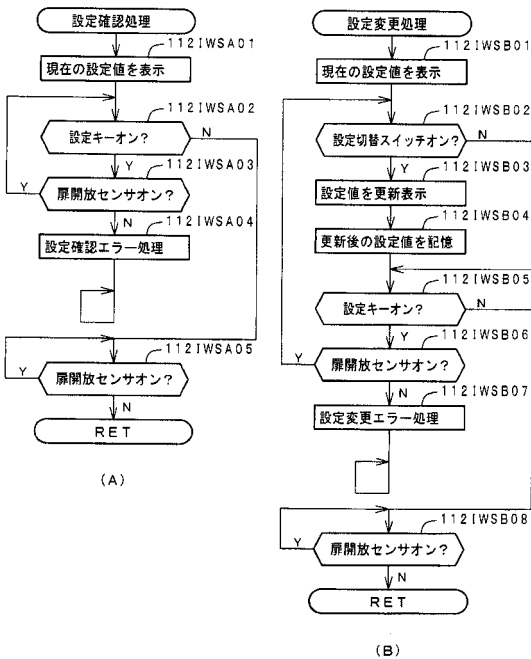 設定確認処理
112IWSA01
現在の設定値を表示
112IWSA02
設定キーオン?
N
Y
112IWSA03
扉開放センサオン?
Y
N
112IWSA04
設定確認エラー処理
112IWSA05
扉開放センサオン?
Y
N
RET
(A)
設定変更処理
112IWSB01
現在の設定値を表示
112IWSB02
設定切替スイッチオン?
N
Y
112IWSB03
設定値を更新表示
112IWSB04
更新後の設定値を記憶
112IWSB05
設定キーオン?
N
Y
112IWSB06
扉開放センサオン?
Y
N
112IWSB07
設定変更エラー処理
112IWSB08
扉開放センサオン?
Y
N
RET
(B)